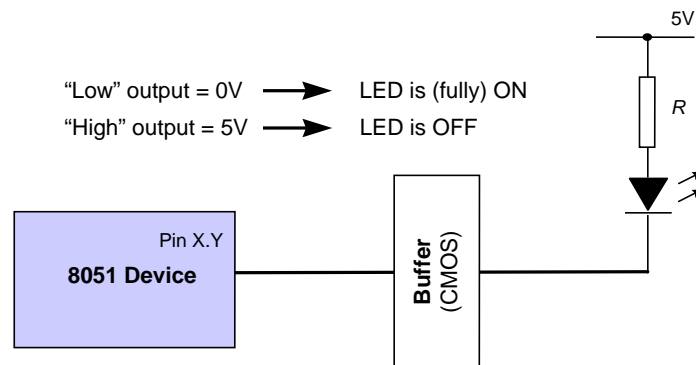 5V
“Low” output = 0V LED is (fully) ON
R
“High” output = 5V LED is OFF
Pin X.Y
8051 Device
Buffer
(CMOS)